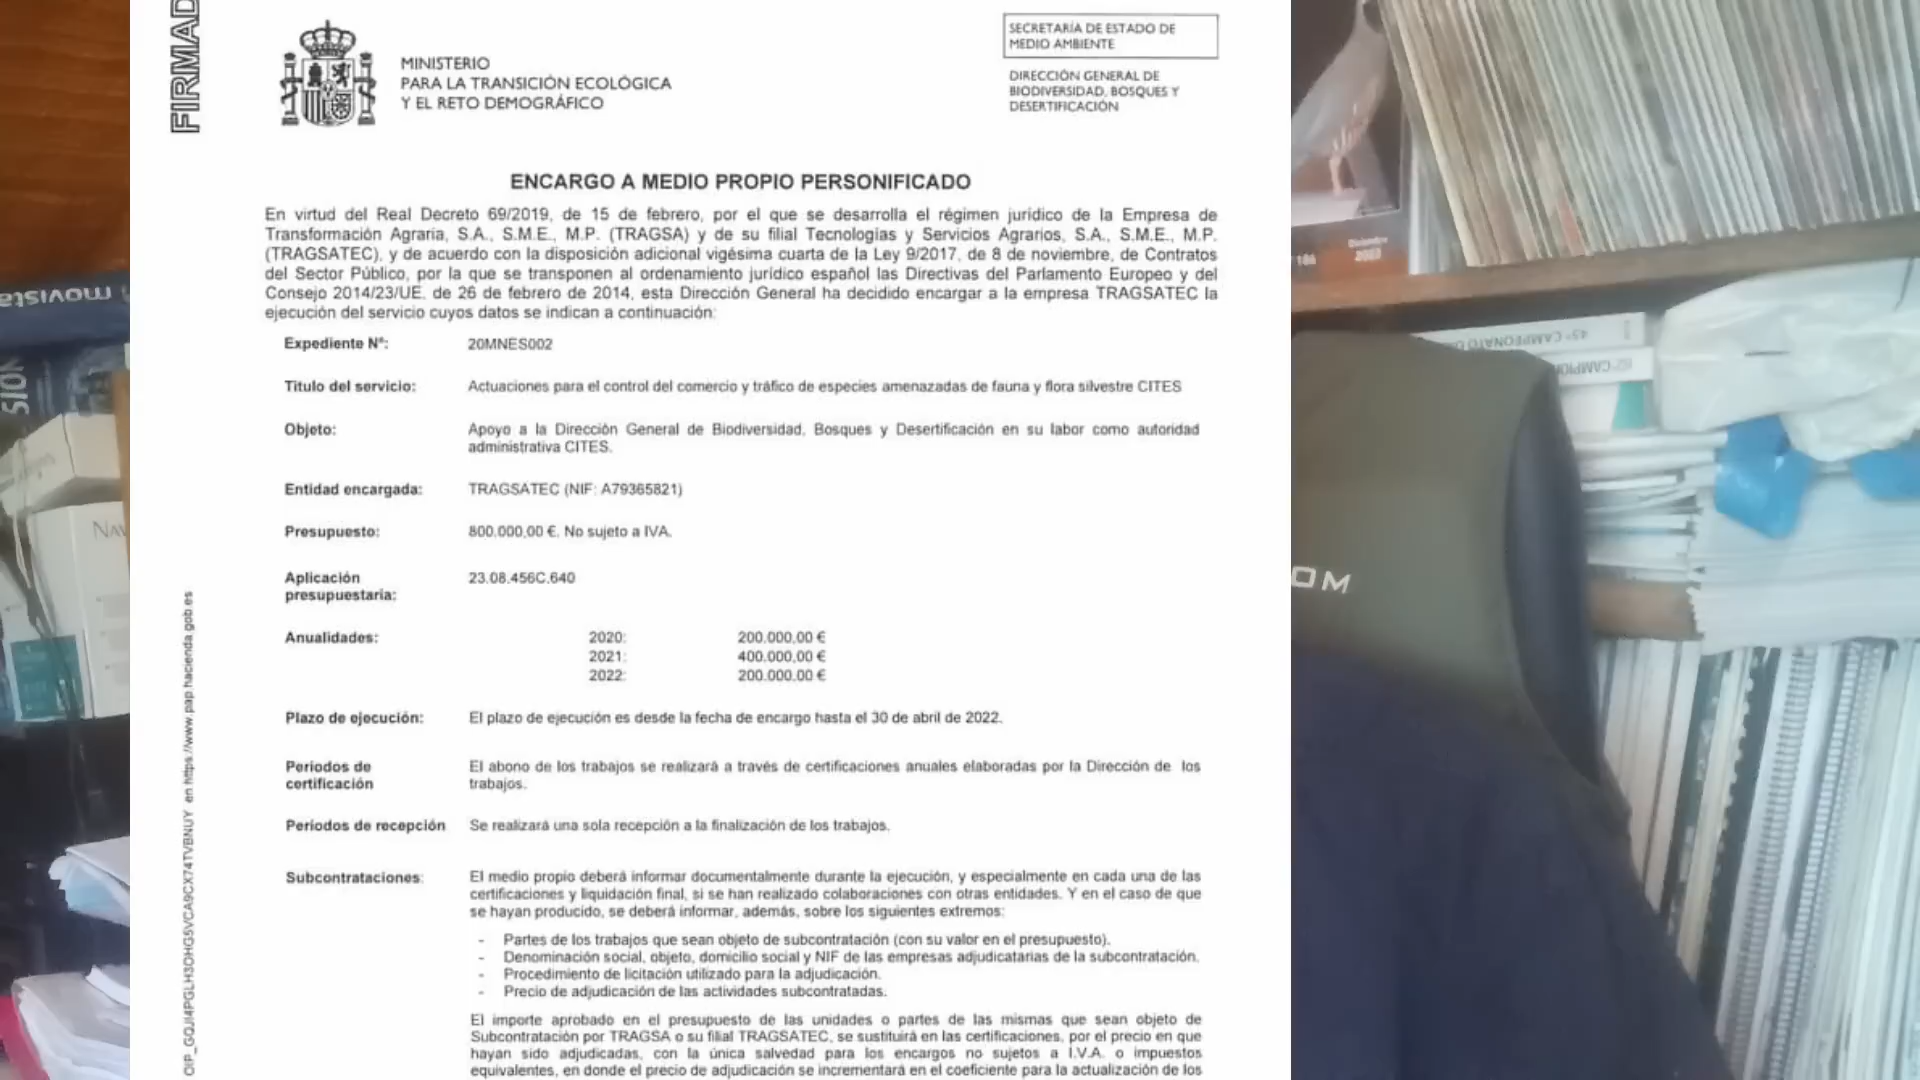 FIRMAD
MINISTERIO
PARA LA TRANSICIÓN ECOLÓGICA
Y EL RETO DEMOGRÁFICO
SECRETARÍA DE ESTADO DE
MEDIO AMBIENTE
DIRECCIÓN GENERAL DE
BIODIVERSIDAD, BOSQUES Y
DESERTIFICACIÓN
ENCARGO A MEDIO PROPIO PERSONIFICADO
En virtud del Real Decreto 69/2019, de 15 de febrero, por el que se desarrolla el régimen jurídico de la Empresa de
Transformación Agraria, S.A., S.M.E., M.P. (TRAGSA) y de su filial Tecnologías y Servicios Agrarios, S.A., S.M.E., M.P.
(TRAGSATEC), y de acuerdo con la disposición adicional vigésima cuarta de la Ley 9/2017, de 8 de noviembre, de Contratos
del Sector Público, por la que se transponen al ordenamiento jurídico español las Directivas del Parlamento Europeo y del
Consejo 2014/23/UE. de 26 de febrero de 2014, esta Dirección General ha decidido encargar a la empresa TRAGSATEC la
ejecución del servicio cuyos datos se indican a continuación:
Expediente Nº: 20MNES002
Titulo del servicio: Actuaciones para el control del comercio y tráfico de especies amenazadas de fauna y flora silvestre CITES
Objeto: Apoyo a la Dirección General de Biodiversidad, Bosques y Desertificación en su labor como autoridad
administrativa CITES.
Entidad encargada: TRAGSATEC (NIF: A79365821)
Presupuesto: 800.000,00 €. No sujeto a IVA.
Aplicación 23.08.456C.640
presupuestaria:
Anualidades: 2020: 200.000,00 €
2021: 400.000,00 €
2022: 200.000,00 €
Plazo de ejecución: El plazo de ejecución es desde la fecha de encargo hasta el 30 de abril de 2022.
Periodos de El abono de los trabajos se realizará a través de certificaciones anuales elaboradas por la Dirección de los
certificación trabajos.
Períodos de recepción Se realizará una sola recepción a la finalización de los trabajos.
Subcontrataciones: El medio propio deberá informar documentalmente durante la ejecución, y especialmente en cada una de las
certificaciones y liquidación final, si se han realizado colaboraciones con otras entidades. Y en el caso de que
se hayan producido, se deberá informar, además, sobre los siguientes extremos:
- Partes de los trabajos que sean objeto de subcontratación (con su valor en el presupuesto).
- Denominación social, objeto, domicilio social y NIF de las empresas adjudicatarias de la subcontratación.
- Procedimiento de licitación utilizado para la adjudicación.
- Precio de adjudicación de las actividades subcontratadas.
El importe aprobado en el presupuesto de las unidades o partes de las mismas que sean objeto de
Subcontratación por TRAGSA o su filial TRAGSATEC, se sustituirá en las certificaciones, por el precio en que
hayan sido adjudicadas, con la única salvedad para los encargos no sujetos a I.V.A. o impuestos
equivalentes, en donde el precio de adjudicación se incrementará en el coeficiente para la actualización de los
en https://www.pap.hacienda.gob.es
movistar
NAV
Diciembre
2023
186
45º CAMPEONATO
OM